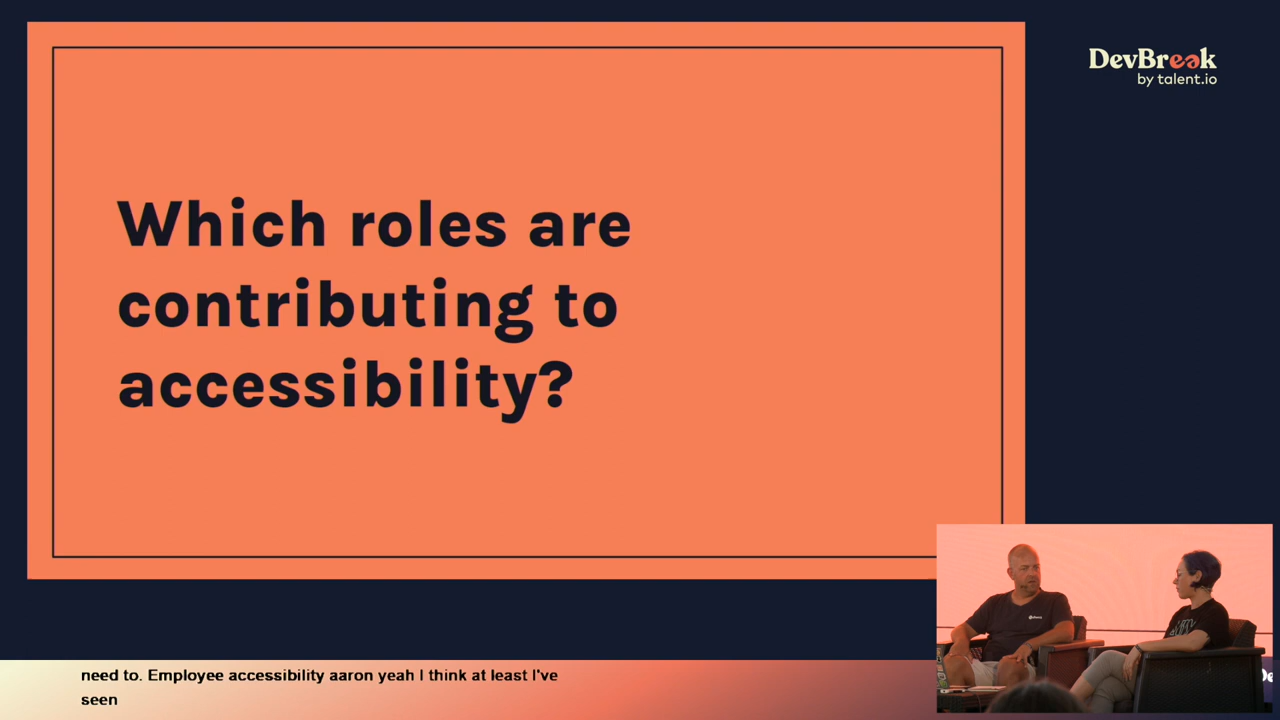 DevBreak
by talent.io
Which roles are
contributing to
accessibility?
need to. Employee accessibility aaron yeah I think at least I've
seen